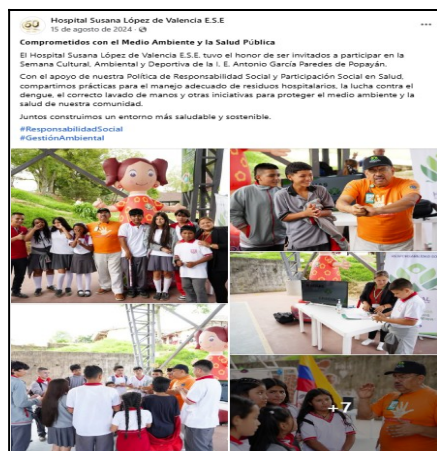 Hospital Susana López de Valencia E.S.E
15 de agosto de 2024 ·
Comprometidos con el Medio Ambiente y la Salud Pública
El Hospital Susana López de Valencia E.S.E. tuvo el honor de ser invitados a participar en la
Semana Cultural, Ambiental y Deportiva de la I. E. Antonio García Paredes de Popayán.
Con el apoyo de nuestra Política de Responsabilidad Social y Participación Social en Salud,
compartimos prácticas para el manejo adecuado de residuos hospitalarios, la lucha contra el
dengue, el correcto lavado de manos y otras iniciativas para proteger el medio ambiente y la
salud de nuestra comunidad.
Juntos construimos un entorno más saludable y sostenible.
#ResponsabilidadSocial
#GestiónAmbiental
+7